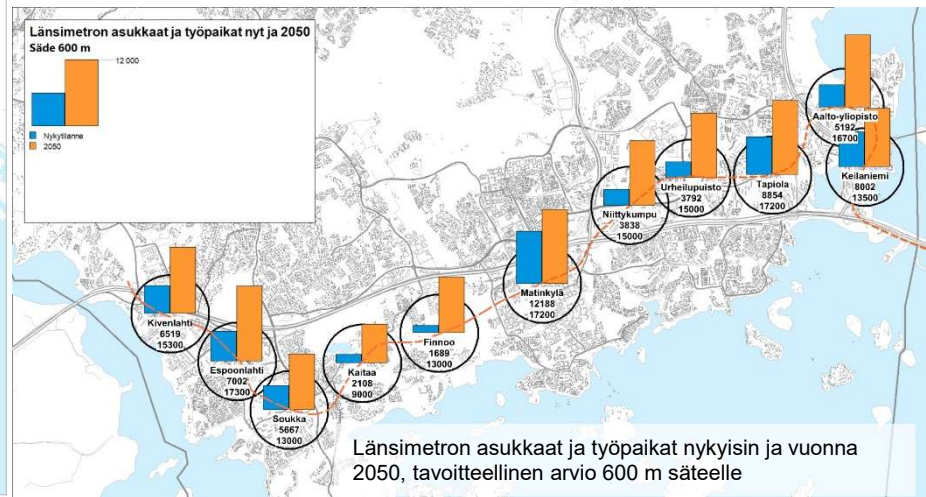 Länsimetron asukkaat ja työpaikat nyt ja 2050
Säde 600 m
12 000
Nykytilanne
2050
Aalto-yliopisto
5192
16700
Keilaniemi
8002
13500
Tapiola
8854
17200
Urheilupuisto
3792
15000
Niittykumpu
3838
15000
Matinkylä
12188
17200
Finnoo
1689
13000
Kaitaa
2108
9000
Soukka
5667
13000
Espoonlahti
7002
17300
Kivenlahti
6519
15300
Länsimetron asukkaat ja työpaikat nykyisin ja vuonna
2050, tavoitteellinen arvio 600 m säteelle